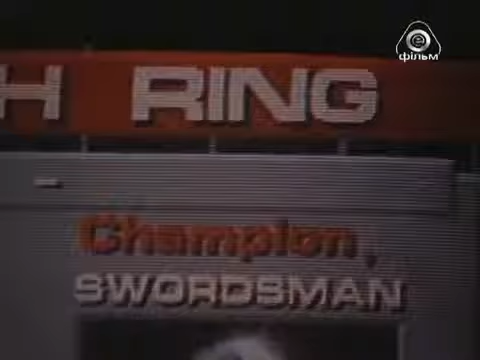 фільм
H RING
Champion,
SWORDSMAN